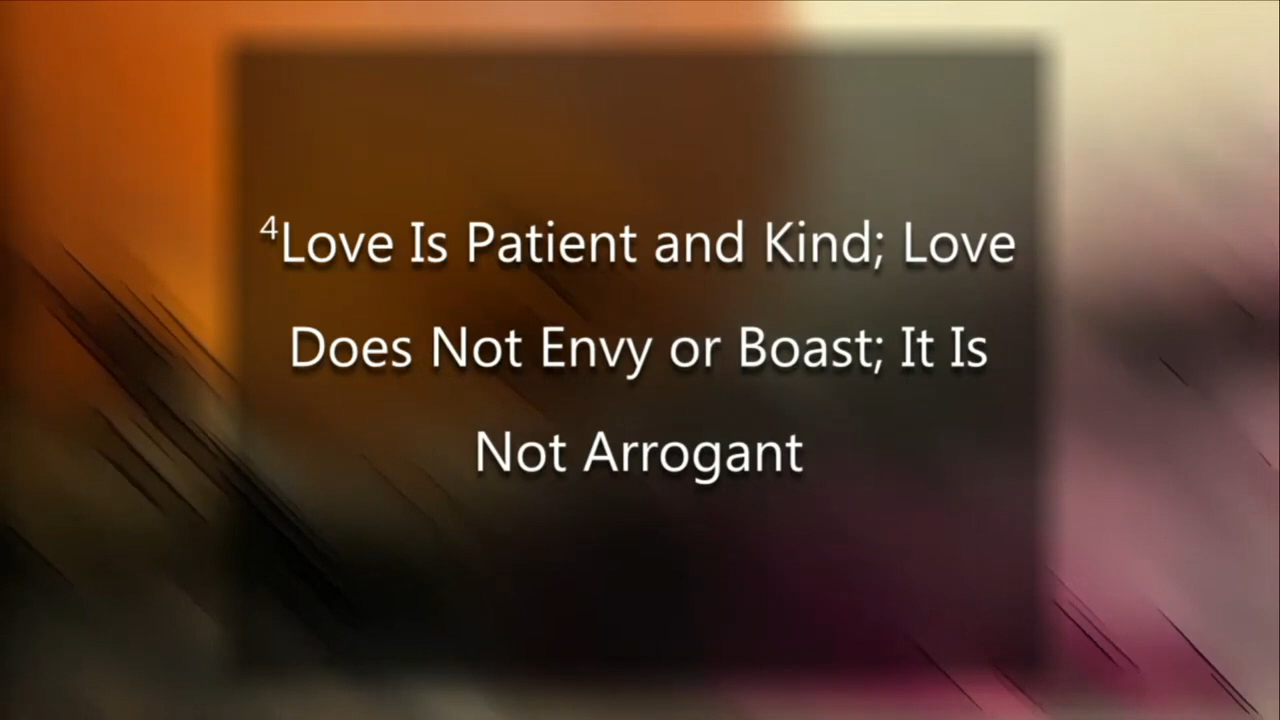 ⁴Love Is Patient and Kind; Love
Does Not Envy or Boast; It Is
Not Arrogant